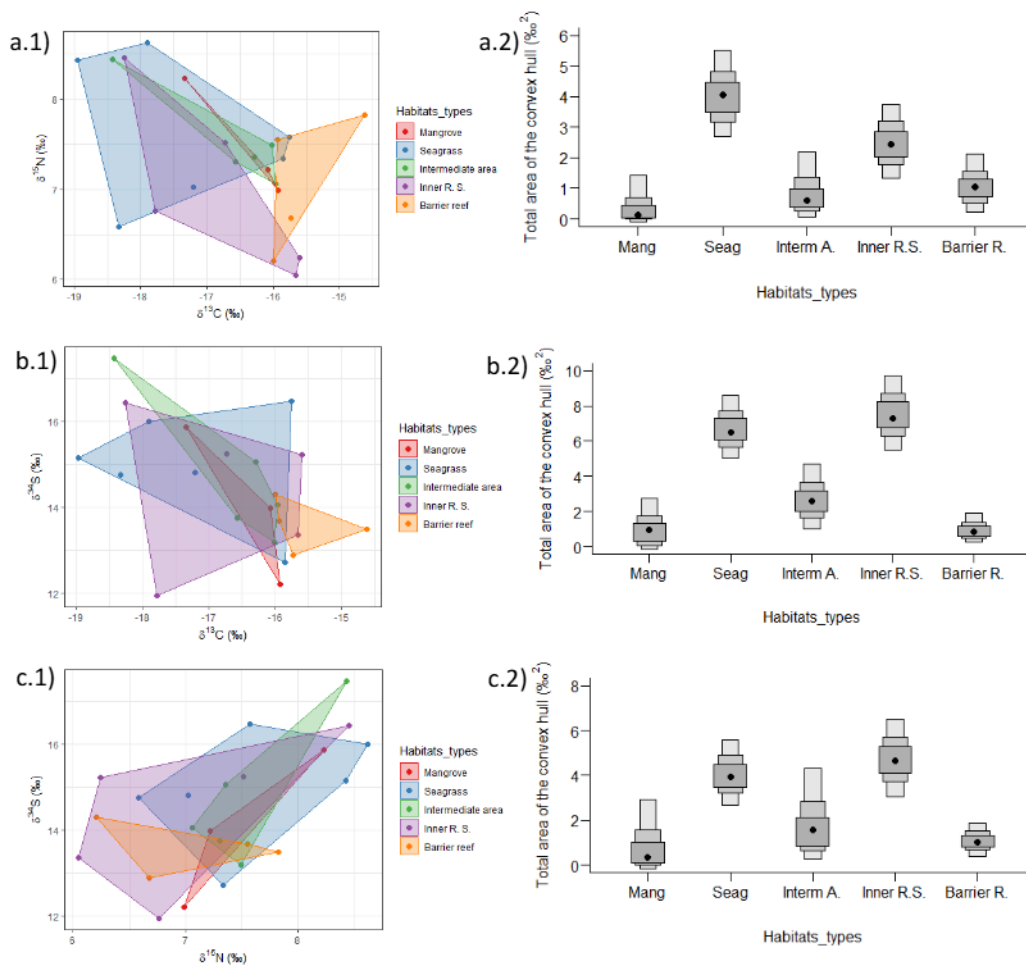 a.1)
δ¹⁵N (‰)
8
7
6
-19 -18 -17 -16 -15
δ¹³C (‰)
Habitats_types
Mangrove
Seagrass
Intermediate area
Inner R. S.
Barrier reef
a.2)
Total area of the convex hull (‰²)
6
5
4
3
2
1
0
Mang Seag Interm A. Inner R.S. Barrier R.
Habitats_types
b.1)
δ³⁴S (‰)
16
14
12
-19 -18 -17 -16 -15
δ¹³C (‰)
Habitats_types
Mangrove
Seagrass
Intermediate area
Inner R. S.
Barrier reef
b.2)
Total area of the convex hull (‰²)
10
8
6
4
2
0
Mang Seag Interm A. Inner R.S. Barrier R.
Habitats_types
c.1)
δ³⁴S (‰)
16
14
12
6 7 8
δ¹⁵N (‰)
Habitats_types
Mangrove
Seagrass
Intermediate area
Inner R. S.
Barrier reef
c.2)
Total area of the convex hull (‰²)
8
6
4
2
0
Mang Seag Interm A. Inner R.S. Barrier R.
Habitats_types